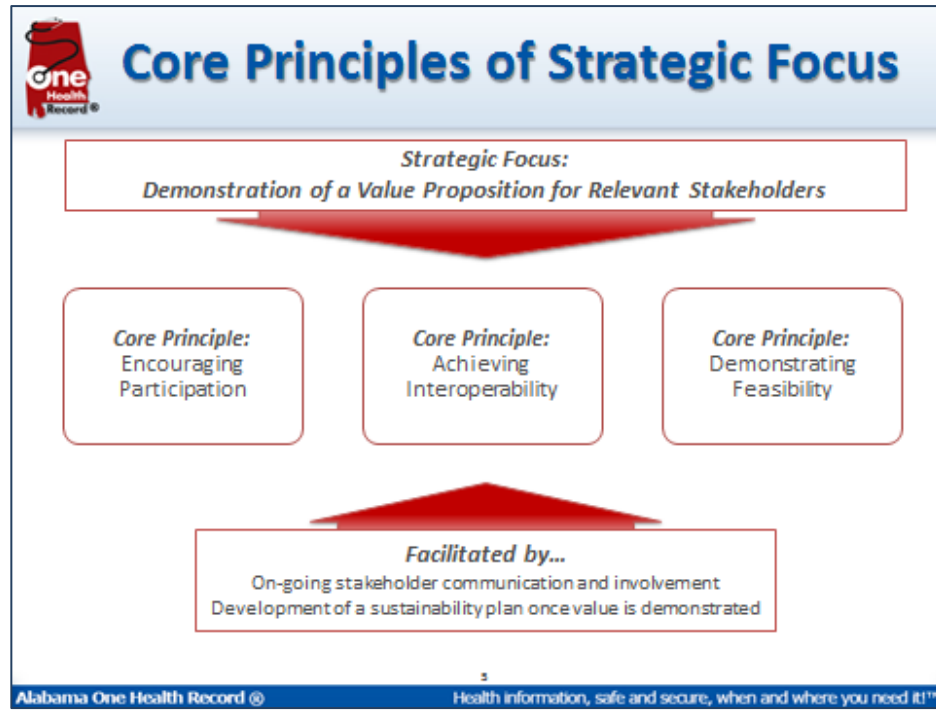 One
Health
Record®
Core Principles of Strategic Focus
Strategic Focus:
Demonstration of a Value Proposition for Relevant Stakeholders
Core Principle:
Encouraging
Participation
Core Principle:
Achieving
Interoperability
Core Principle:
Demonstrating
Feasibility
Facilitated by...
On-going stakeholder communication and involvement
Development of a sustainability plan once value is demonstrated
Alabama One Health Record ®
Health information, safe and secure, when and where you need it!™